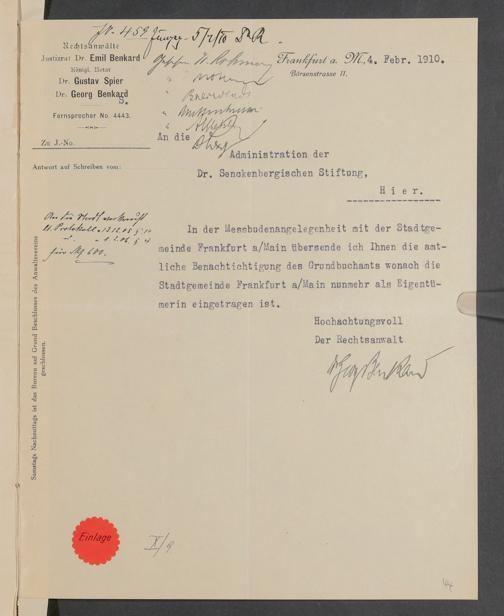 Rechtsanwälte
Justizrat Dr. Emil Benkard
Königl. Notar
Dr. Gustav Spier
Dr. Georg Benkard
S.
Fernsprecher No. 4443.
Zu J.-No.
Antwort auf Schreiben vom:
Frankfurt a. M., 4. Febr. 1910.
Börsenstrasse 11.
An die
Administration der
Dr. Senckenbergischen Stiftung,
Hier.
In der Messbudenangelegenheit mit der Stadtge-
meinde Frankfurt a/Main übersende ich Ihnen die amt-
liche Benachtichtigung des Grundbuchamts wonach die
Stadtgemeinde Frankfurt a/Main nunmehr als Eigentü-
merin eingetragen ist.
Hochachtungsvoll
Der Rechtsanwalt
Sonntags Nachmittags ist das Bureau auf Grund Beschlusses des Anwaltvereins
geschlossen.
Einlage
X/9
44